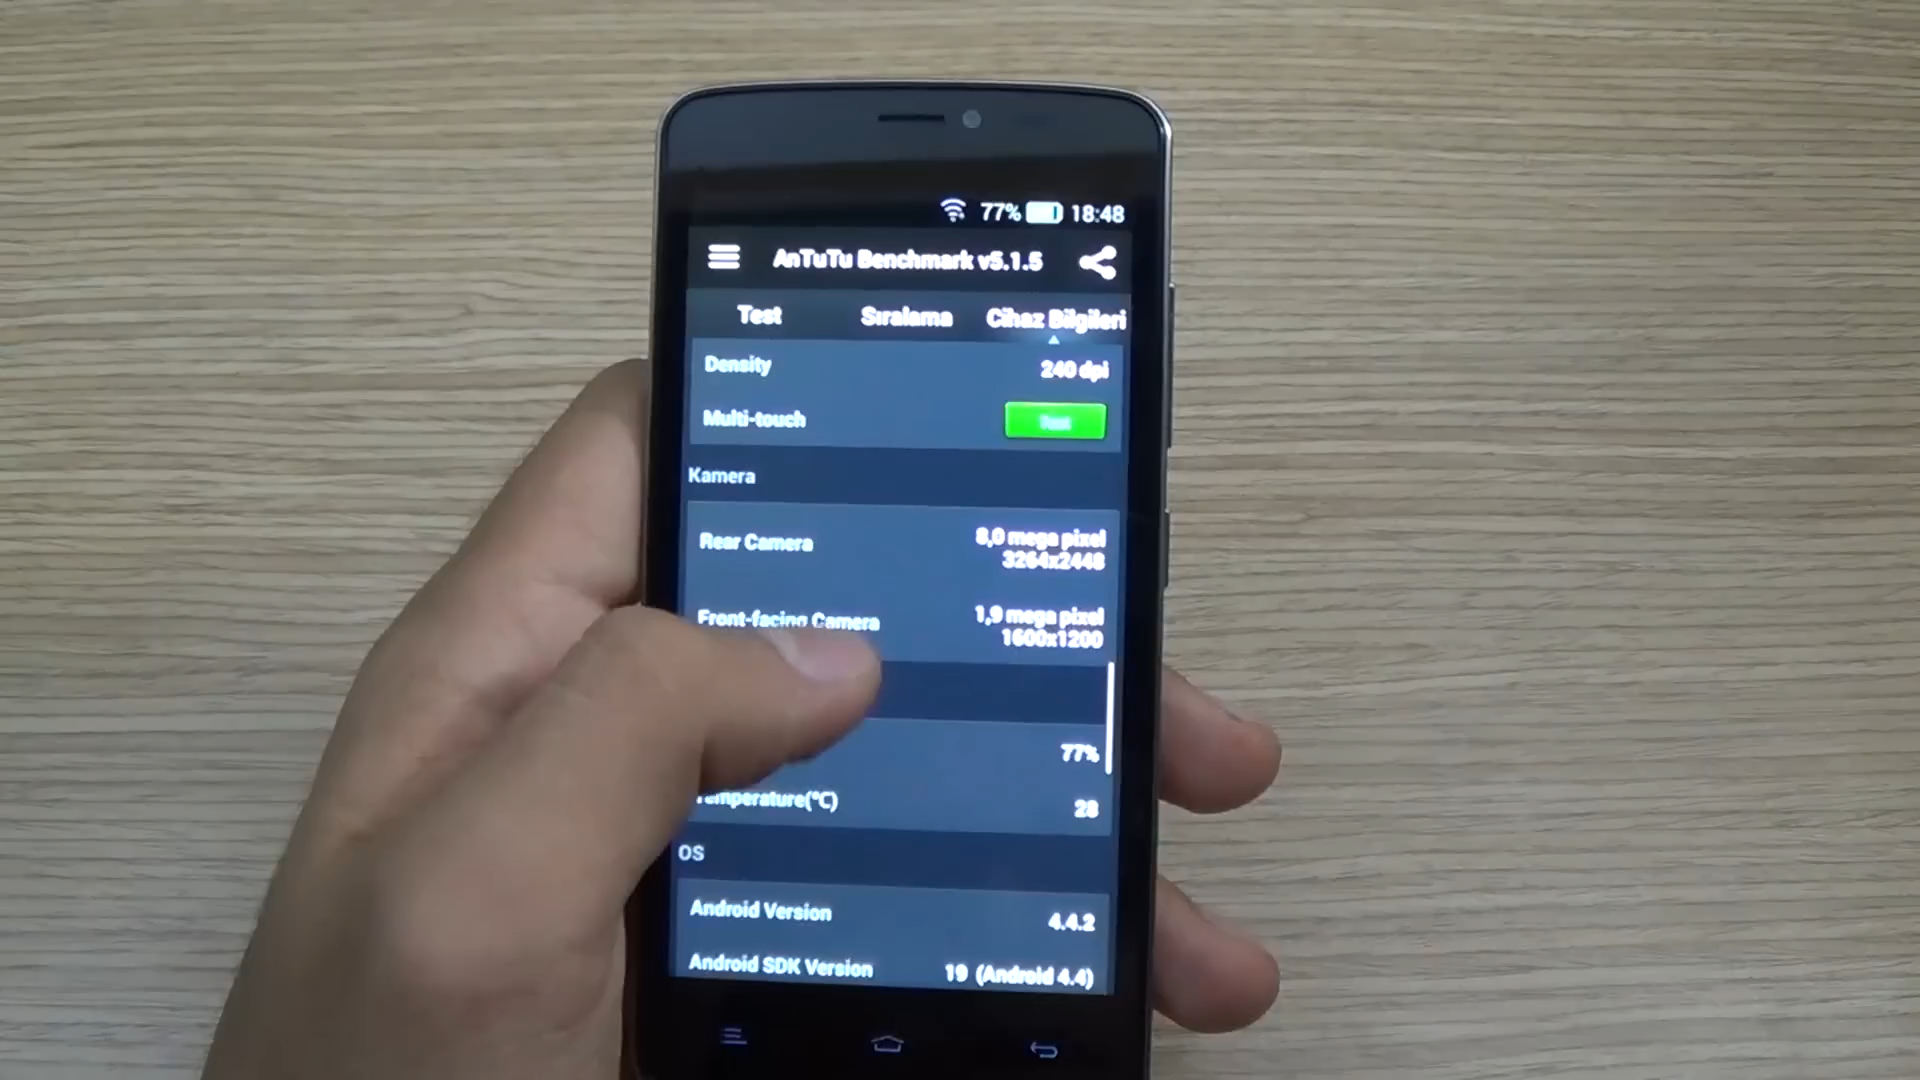 77% 18:48
AnTuTu Benchmark v5.1.5
Test Sıralama Cihaz Bilgileri
Density 240 dpi
Multi-touch Test
Kamera
Rear Camera 8,0 mega pixel
3264x2448
Front-facing Camera 1,9 mega pixel
1600x1200
77%
Temperature(°C) 28
OS
Android Version 4.4.2
Android SDK Version 19 (Android 4.4)